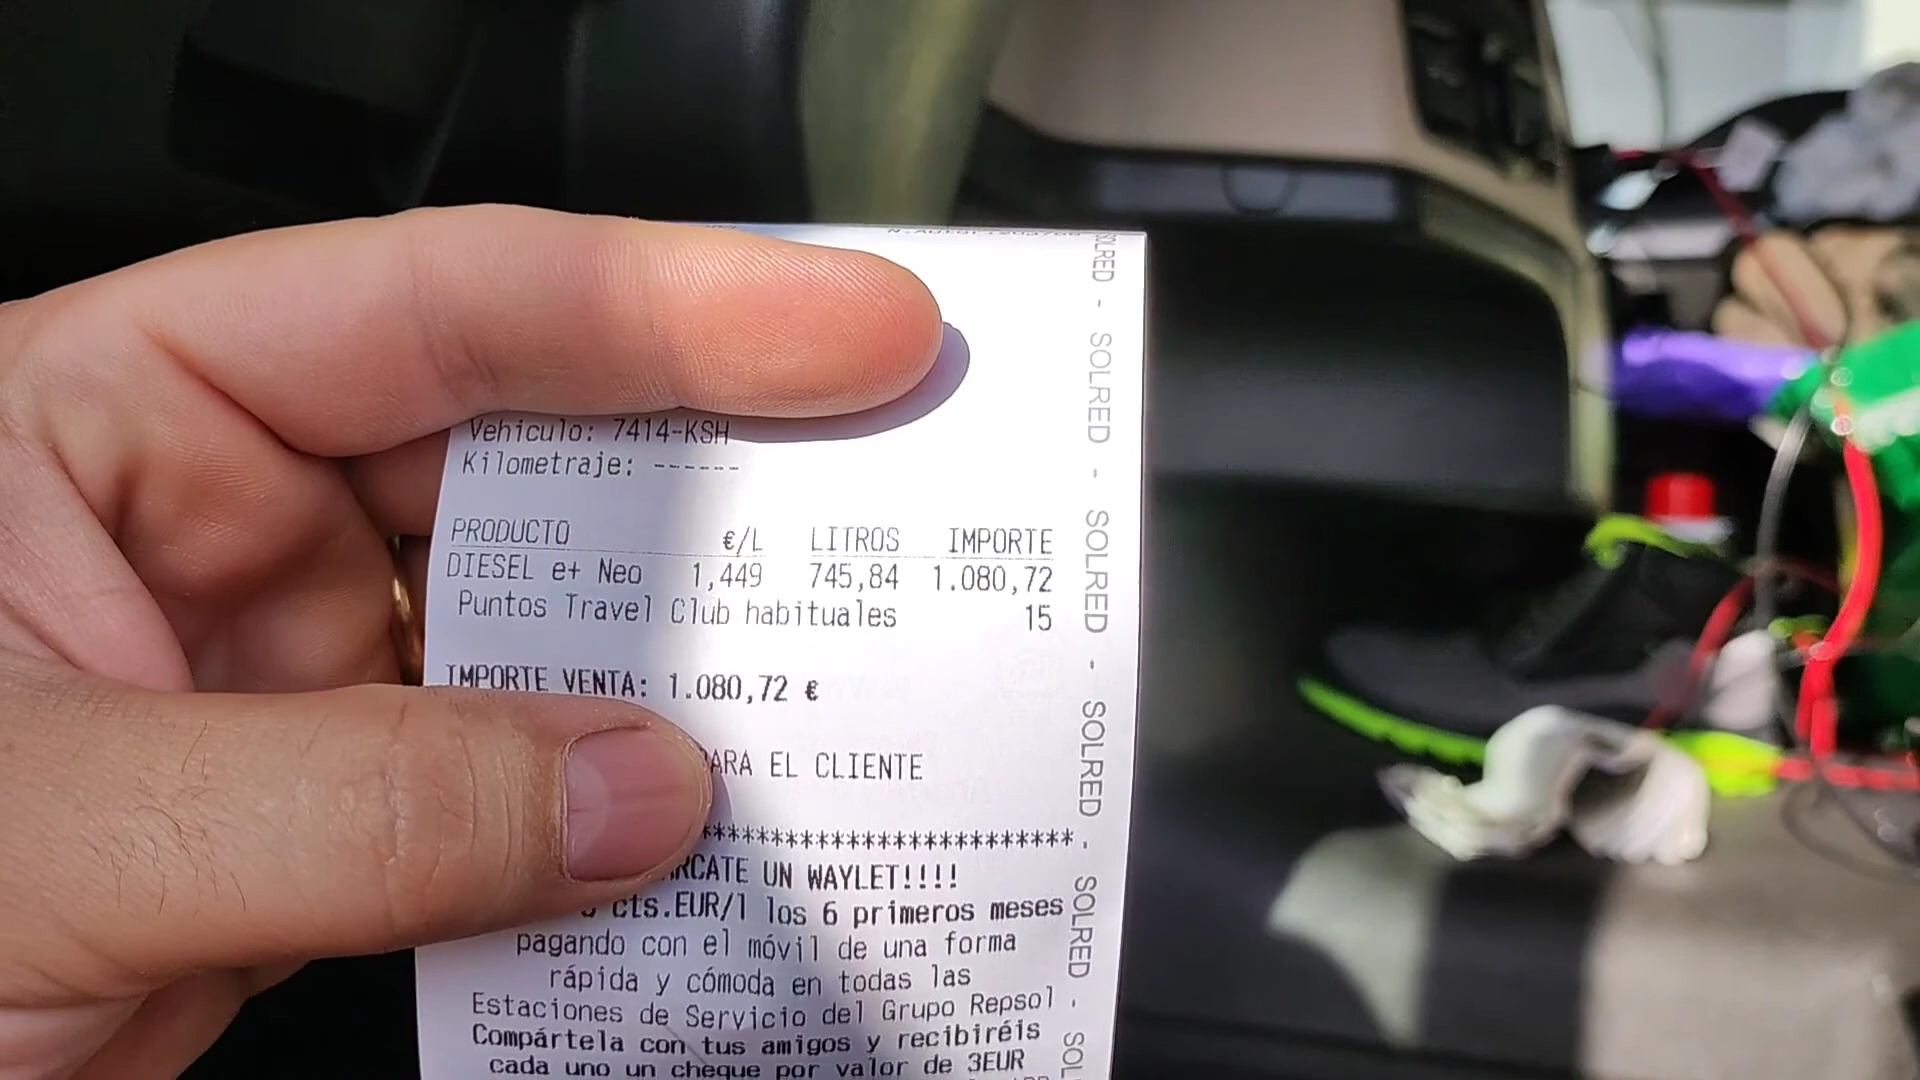 Vehiculo: 7414-KSH
Kilometraje: ------
PRODUCTO €/L LITROS IMPORTE
DIESEL e+ Neo 1,449 745,84 1.080,72
Puntos Travel Club habituales 15
IMPORTE VENTA: 1.080,72 €
ARA EL CLIENTE
**************************
RCATE UN WAYLET!!!!
cts.EUR/l los 6 primeros meses
pagando con el móvil de una forma
rápida y cómoda en todas las
Estaciones de Servicio del Grupo Repsol
Compártela con tus amigos y recibiréis
cada uno un cheque por valor de 3EUR
SOLRED - SOLRED - SOLRED - SOLRED - SOLRED - SOL